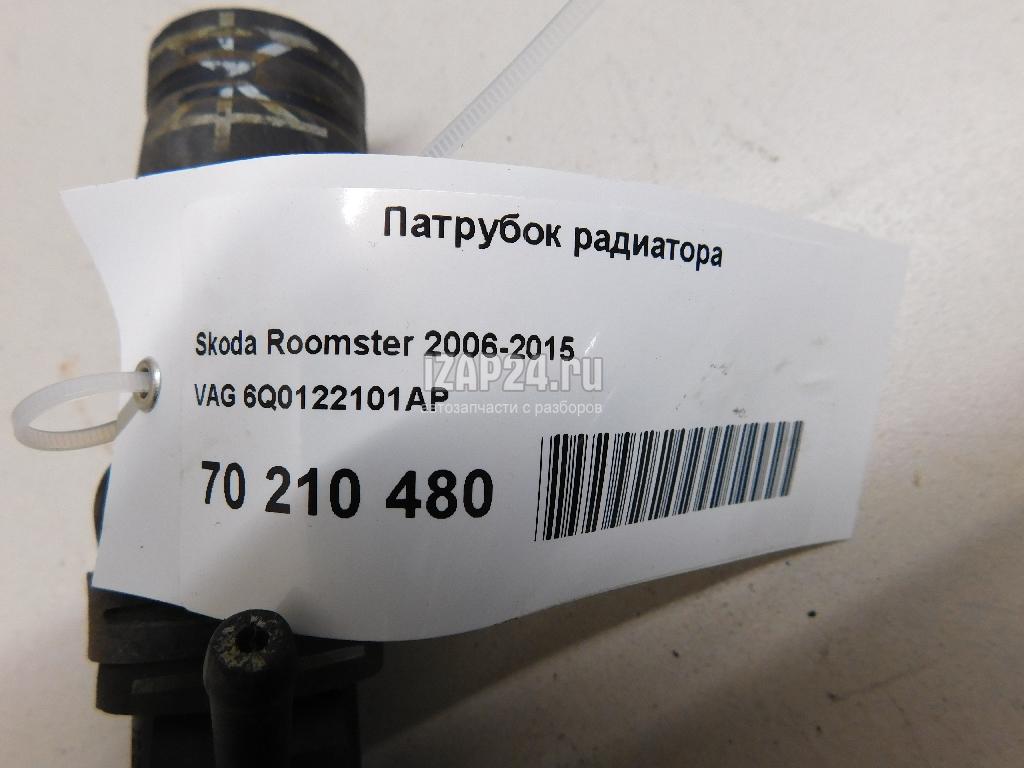 Патрубок радиатора
Skoda Roomster 2006-2015
IZAP24.ru
VAG 6Q0122101AP
автозапчасти с разборов
70 210 480